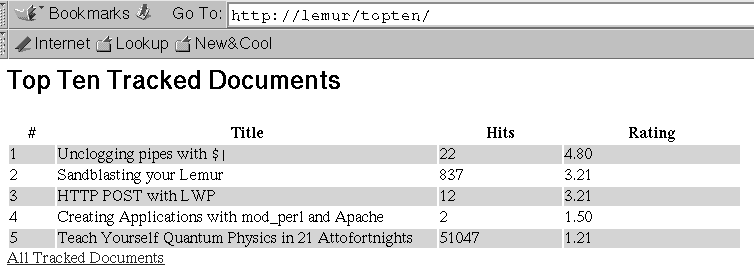 Bookmarks Go To: http://lemur/topten/
Internet Lookup New&Cool
Top Ten Tracked Documents
# Title Hits Rating
1 Unclogging pipes with $| 22 4.80
2 Sandblasting your Lemur 837 3.21
3 HTTP POST with LWP 12 3.21
4 Creating Applications with mod_perl and Apache 2 1.50
5 Teach Yourself Quantum Physics in 21 Attofortnights 51047 1.21
All Tracked Documents